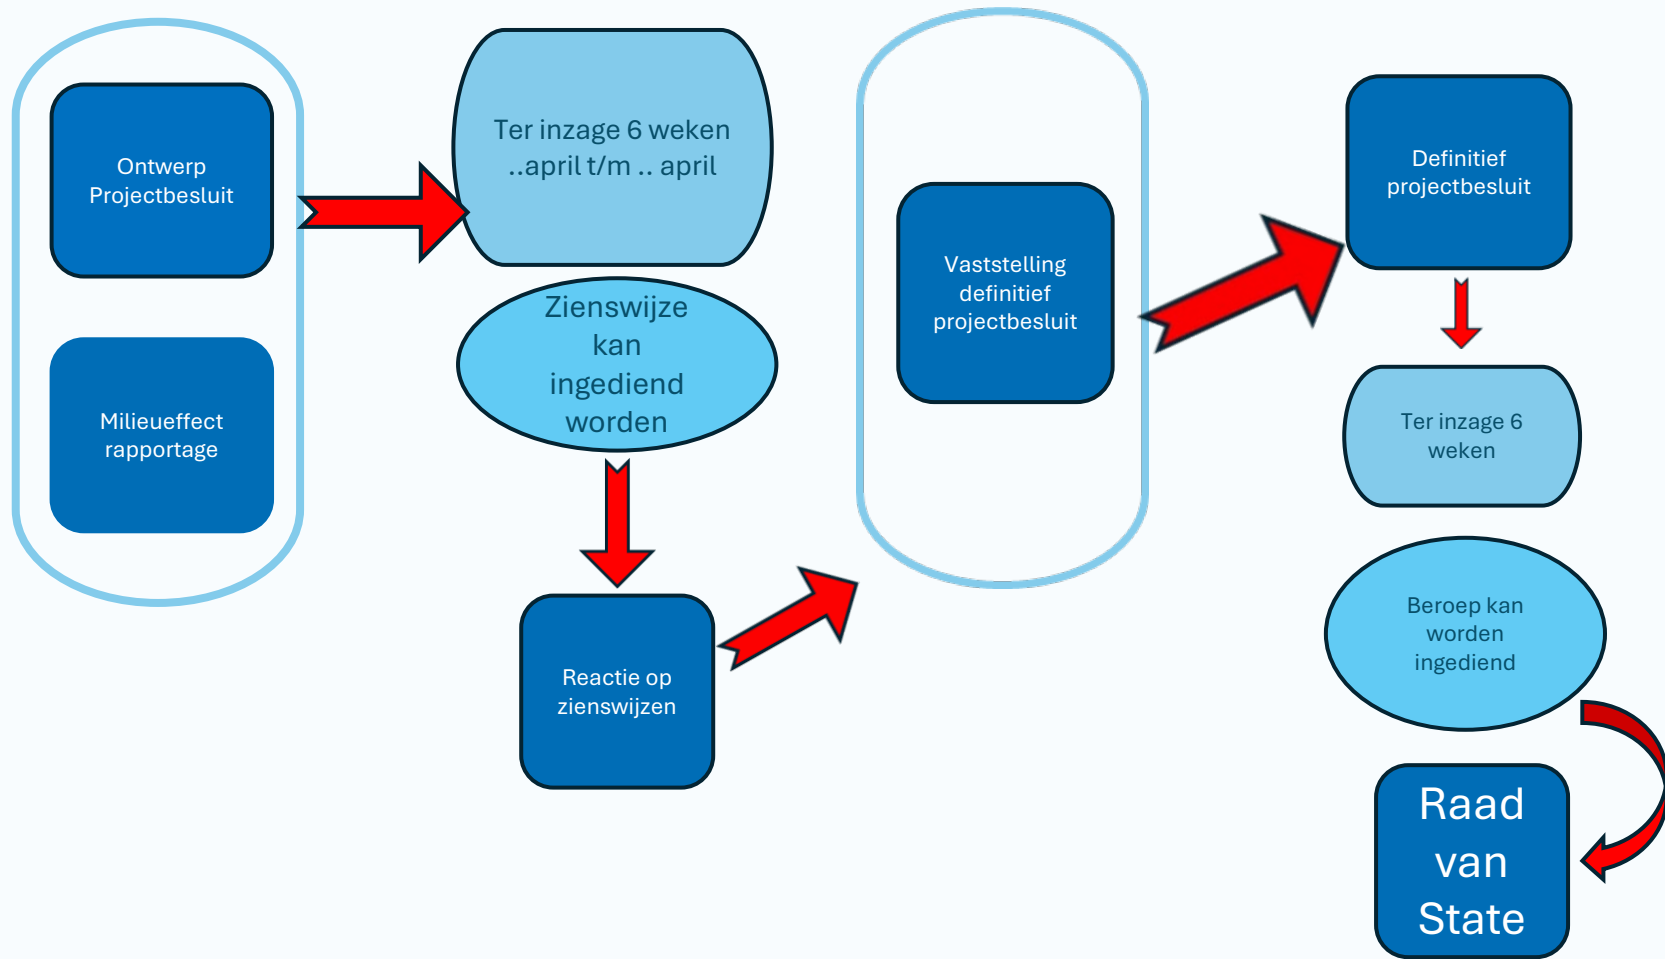 Ontwerp
Projectbesluit
Milieueffect
rapportage
Ter inzage 6 weken
..april t/m .. april
Zienswijze
kan
ingediend
worden
Reactie op
zienswijzen
Vaststelling
definitief
projectbesluit
Definitief
projectbesluit
Ter inzage 6
weken
Beroep kan
worden
ingediend
Raad
van
State